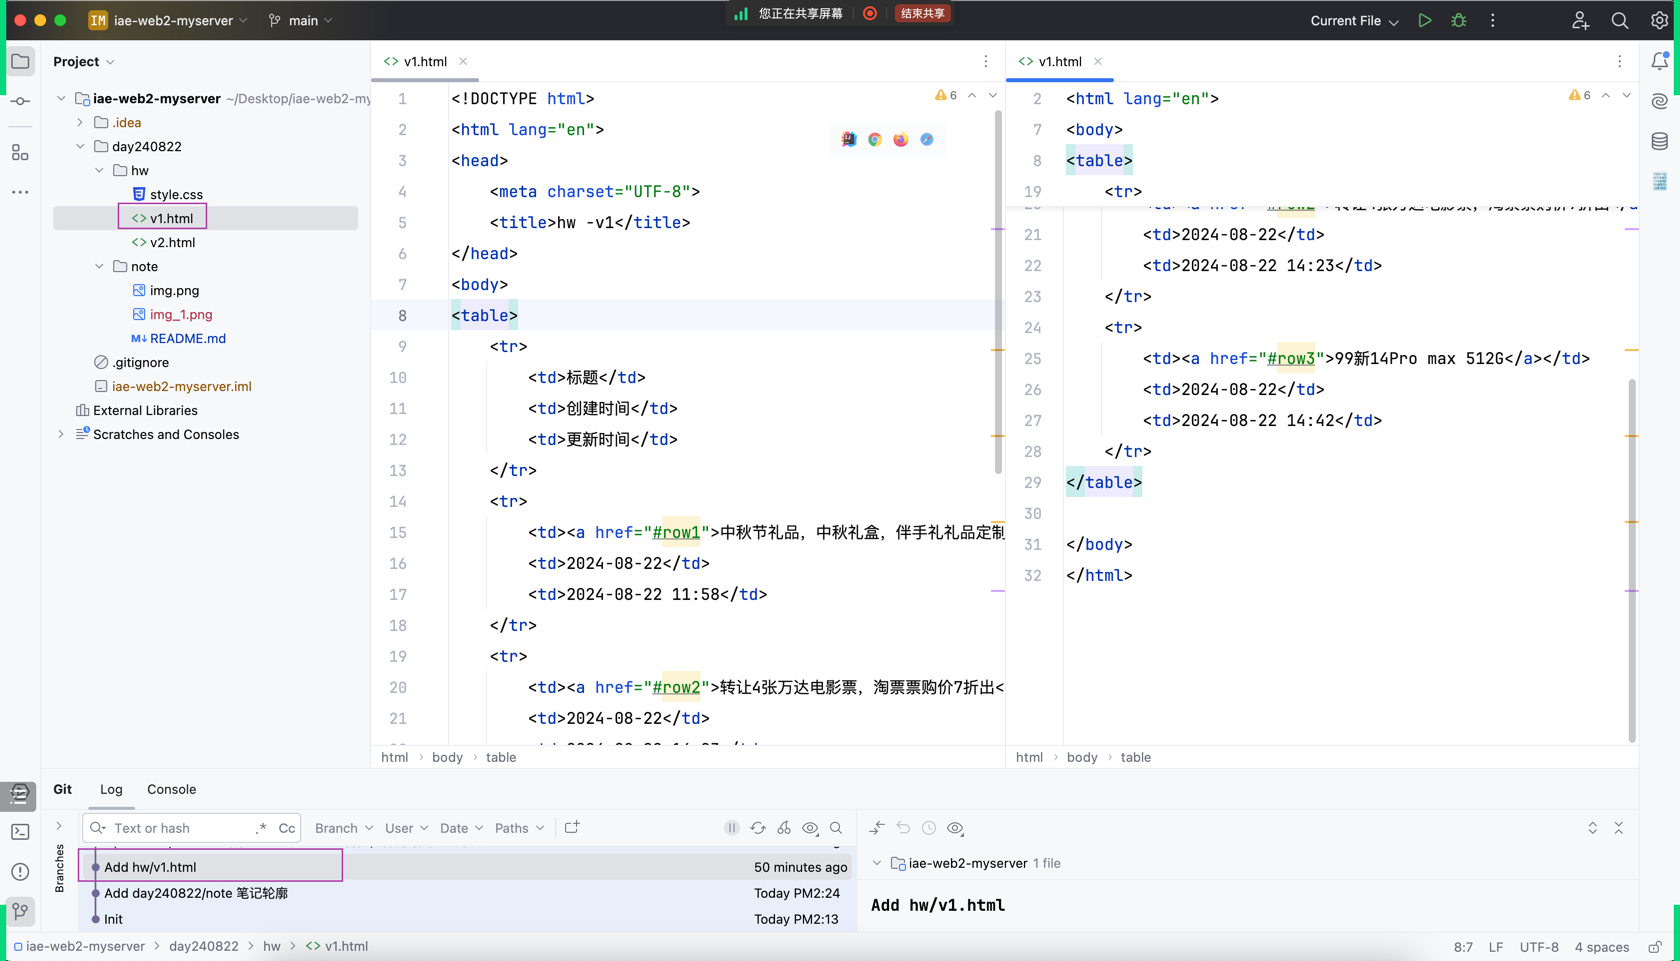 IM iae-web2-myserver main 您正在共享屏幕 结束共享 Current File
Project
iae-web2-myserver ~/Desktop/iae-web2-my
.idea
day240822
hw
style.css
v1.html
v2.html
note
img.png
img_1.png
M↓ README.md
.gitignore
iae-web2-myserver.iml
External Libraries
Scratches and Consoles
v1.html
6
1 <!DOCTYPE html>
2 <html lang="en">
3 <head>
4 <meta charset="UTF-8">
5 <title>hw -v1</title>
6 </head>
7 <body>
8 <table>
9 <tr>
10 <td>标题</td>
11 <td>创建时间</td>
12 <td>更新时间</td>
13 </tr>
14 <tr>
15 <td><a href="#row1">中秋节礼品，中秋礼盒，伴手礼礼品定制
16 <td>2024-08-22</td>
17 <td>2024-08-22 11:58</td>
18 </tr>
19 <tr>
20 <td><a href="#row2">转让4张万达电影票，淘票票购价7折出<
21 <td>2024-08-22</td>
html › body › table
v1.html
6
2 <html lang="en">
7 <body>
8 <table>
19 <tr>
21 <td>2024-08-22</td>
22 <td>2024-08-22 14:23</td>
23 </tr>
24 <tr>
25 <td><a href="#row3">99新14Pro max 512G</a></td>
26 <td>2024-08-22</td>
27 <td>2024-08-22 14:42</td>
28 </tr>
29 </table>
30
31 </body>
32 </html>
html › body › table
Git Log Console
Text or hash .* Cc Branch User Date Paths
Branches
Add hw/v1.html 50 minutes ago
Add day240822/note 笔记轮廓 Today PM2:24
Init Today PM2:13
iae-web2-myserver 1 file
Add hw/v1.html
iae-web2-myserver › day240822 › hw › v1.html
8:7 LF UTF-8 4 spaces